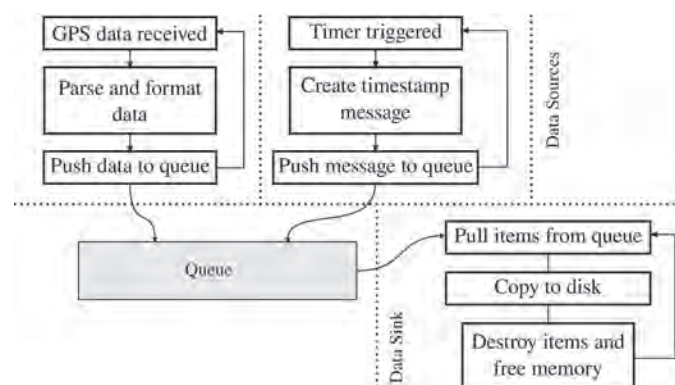 GPS data received
Parse and format
data
Push data to queue
Timer triggered
Create timestamp
message
Push message to queue
Data Sources
Queue
Data Sink
Pull items from queue
Copy to disk
Destroy items and
free memory